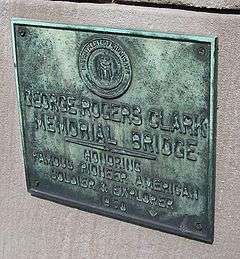 GEORGE ROGERS CLARK
MEMORIAL BRIDGE
HONORING
FAMOUS PIONEER, AMERICAN
SOLDIER & EXPLORER